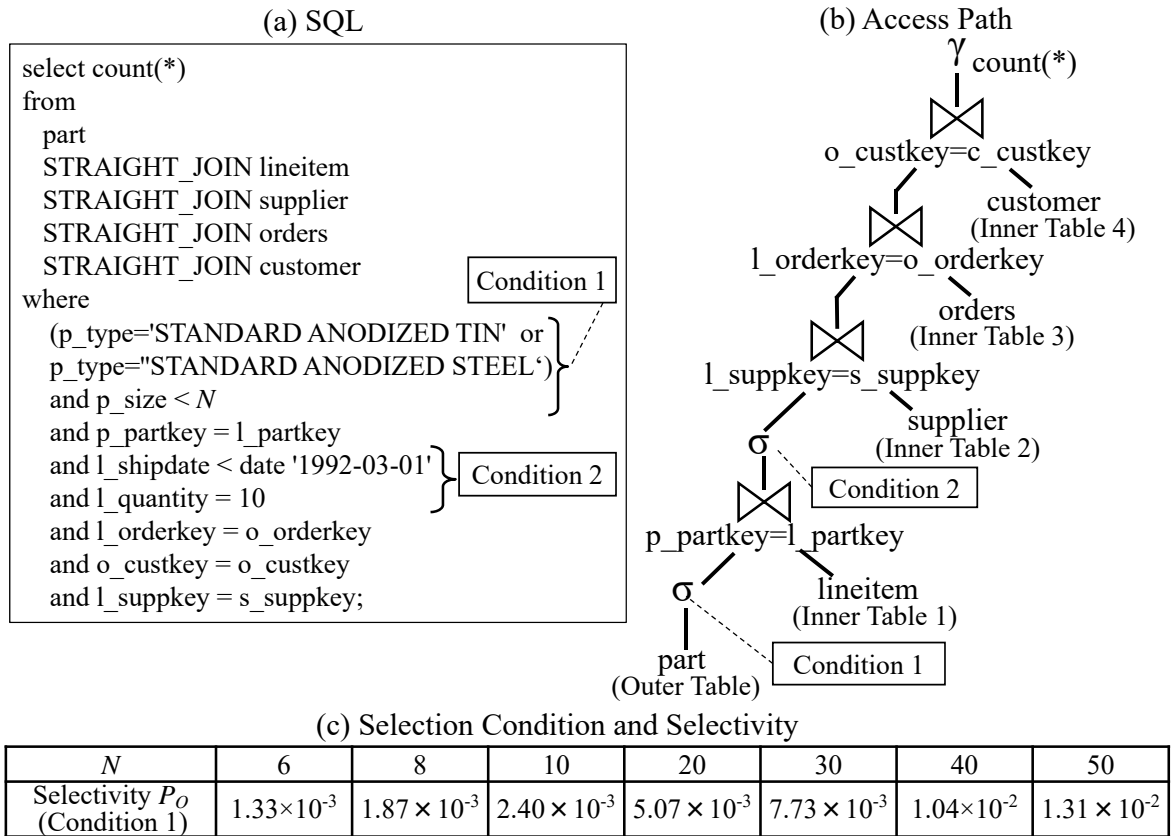 (a) SQL
select count(*)
from
part
STRAIGHT_JOIN lineitem
STRAIGHT_JOIN supplier
STRAIGHT_JOIN orders
STRAIGHT_JOIN customer
where
(p_type='STANDARD ANODIZED TIN' or
p_type="STANDARD ANODIZED STEEL‘)
and p_size < N
and p_partkey = l_partkey
and l_shipdate < date '1992-03-01'
and l_quantity = 10
and l_orderkey = o_orderkey
and o_custkey = o_custkey
and l_suppkey = s_suppkey;
Condition 1
Condition 2
(b) Access Path
γ count(*)
o_custkey=c_custkey
customer
(Inner Table 4)
l_orderkey=o_orderkey
orders
(Inner Table 3)
l_suppkey=s_suppkey
supplier
(Inner Table 2)
σ
Condition 2
p_partkey=l_partkey
lineitem
(Inner Table 1)
σ
Condition 1
part
(Outer Table)
(c) Selection Condition and Selectivity
N 6 8 10 20 30 40 50
Selectivity P_O (Condition 1) 1.33×10⁻³ 1.87 × 10⁻³ 2.40 × 10⁻³ 5.07 × 10⁻³ 7.73 × 10⁻³ 1.04×10⁻² 1.31 × 10⁻²